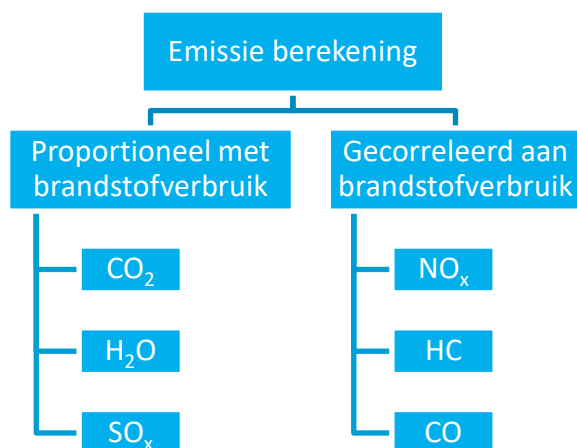 Emissie berekening
Proportioneel met
brandstofverbruik
CO₂
H₂O
SOₓ
Gecorreleerd aan
brandstofverbruik
NOₓ
HC
CO